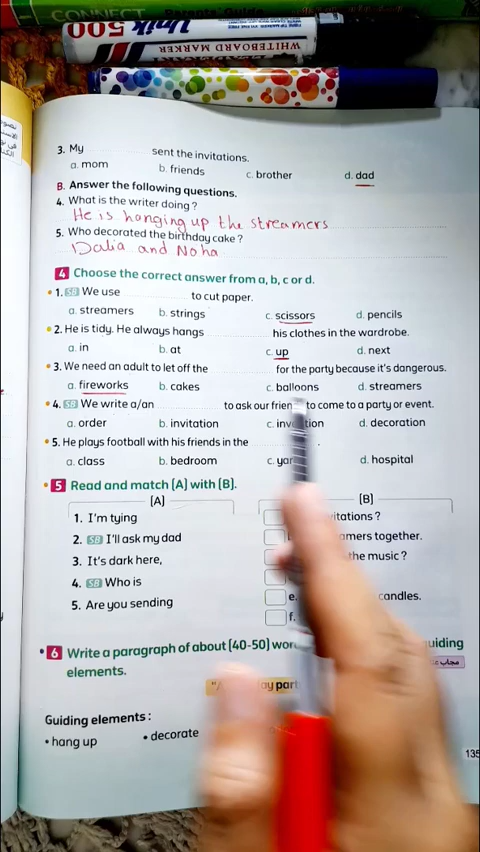 CONNECT
Unik 500
WHITEBOARD MARKER
3. My sent the invitations.
a. mom b. friends c. brother d. dad
B. Answer the following questions.
4. What is the writer doing?
He is hanging up the streamers
5. Who decorated the birthday cake?
Dalia and Noha
4 Choose the correct answer from a, b, c or d.
1. SB We use to cut paper.
a. streamers b. strings c. scissors d. pencils
2. He is tidy. He always hangs his clothes in the wardrobe.
a. in b. at c. up d. next
3. We need an adult to let off the for the party because it's dangerous.
a. fireworks b. cakes c. balloons d. streamers
4. SB We write a/an to ask our to come to a party or event.
a. order b. invitation c. d. decoration
5. He plays football with his friends in the .
a. class b. bedroom c. d. hospital
5 Read and match (A) with (B).
(A) (B)
1. I'm tying
2. SB I'll ask my dad together.
3. It's dark here, the music?
4. SB Who is
5. Are you sending e. candles.
f.
6 Write a paragraph of about (40-50)
elements.
Guiding elements:
• hang up • decorate
135